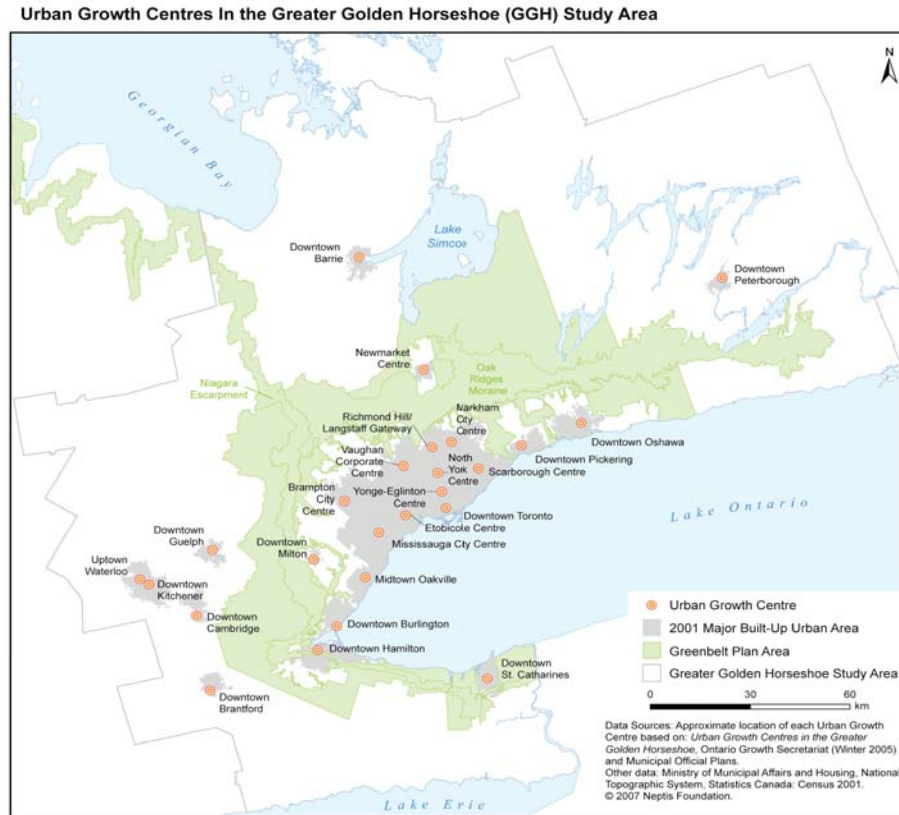 Urban Growth Centres In the Greater Golden Horseshoe (GGH) Study Area
N
Georgian Bay
Lake
Simcoe
Downtown
Barrie
Downtown
Peterborough
Newmarket
Centre
Oak
Ridges
Moraine
Niagara
Escarpment
Richmond Hill/
Langstaff Gateway
Markham
City
Centre
Downtown Oshawa
Downtown Pickering
Vaughan
Corporate
Centre
North
York
Centre
Scarborough Centre
Brampton
City
Centre
Yonge-Eglinton
Centre
Downtown Toronto
Lake Ontario
Etobicoke Centre
Mississauga City Centre
Downtown
Guelph
Downtown
Milton
Uptown
Waterloo
Downtown
Kitchener
Midtown Oakville
Downtown
Cambridge
Downtown Burlington
Downtown Hamilton
Downtown
St. Catharines
Downtown
Brantford
Lake Erie
Urban Growth Centre
2001 Major Built-Up Urban Area
Greenbelt Plan Area
Greater Golden Horseshoe Study Area
0 30 60
km
Data Sources: Approximate location of each Urban Growth
Centre based on: Urban Growth Centres in the Greater
Golden Horseshoe, Ontario Growth Secretariat (Winter 2005)
and Municipal Official Plans.
Other data: Ministry of Municipal Affairs and Housing, National
Topographic System, Statistics Canada: Census 2001.
© 2007 Neptis Foundation.